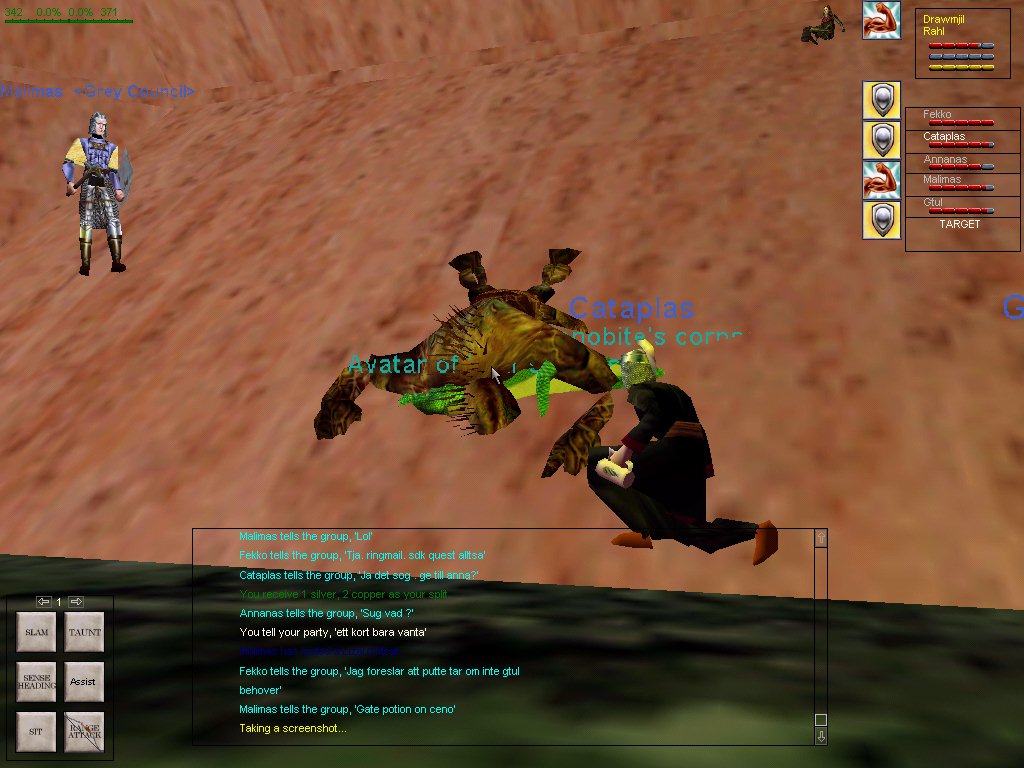 342 0.0% 0.0% 371
Drawmjil
Rahl
Malimas <Grey Council>
Fekko
Cataplas
Annanas
Malimas
Gtul
TARGET
Cataplas
G
nobite's corp
Avatar of
Malimas tells the group, 'Lol'
Fekko tells the group, 'Tja. ringmail. sdk quest alltsa'
Cataplas tells the group, 'Ja det sog . ge till anna?'
You receive 1 silver, 2 copper as your split
Annanas tells the group, 'Sug vad ?'
You tell your party, 'ett kort bara vanta'
Fekko tells the group, 'Jag foreslar att putte tar om inte gtul
behover'
Malimas tells the group, 'Gate potion on ceno'
Taking a screenshot...
1
SLAM TAUNT
SENSE HEADING Assist
SIT RANGE ATTACK